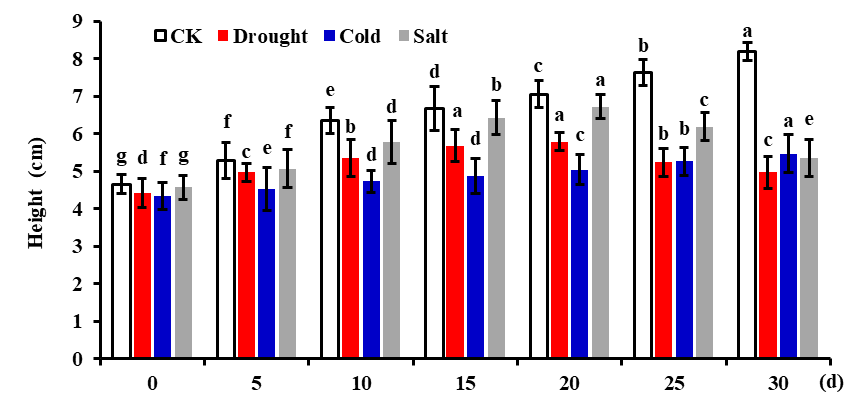 9
CK Drought Cold Salt
8
7
6
5
4
3
2
1
0
Height (cm)
g d f g
f c e f
e b d d
d a d b
c a c a
b b b c
a c a e
0 5 10 15 20 25 30 (d)